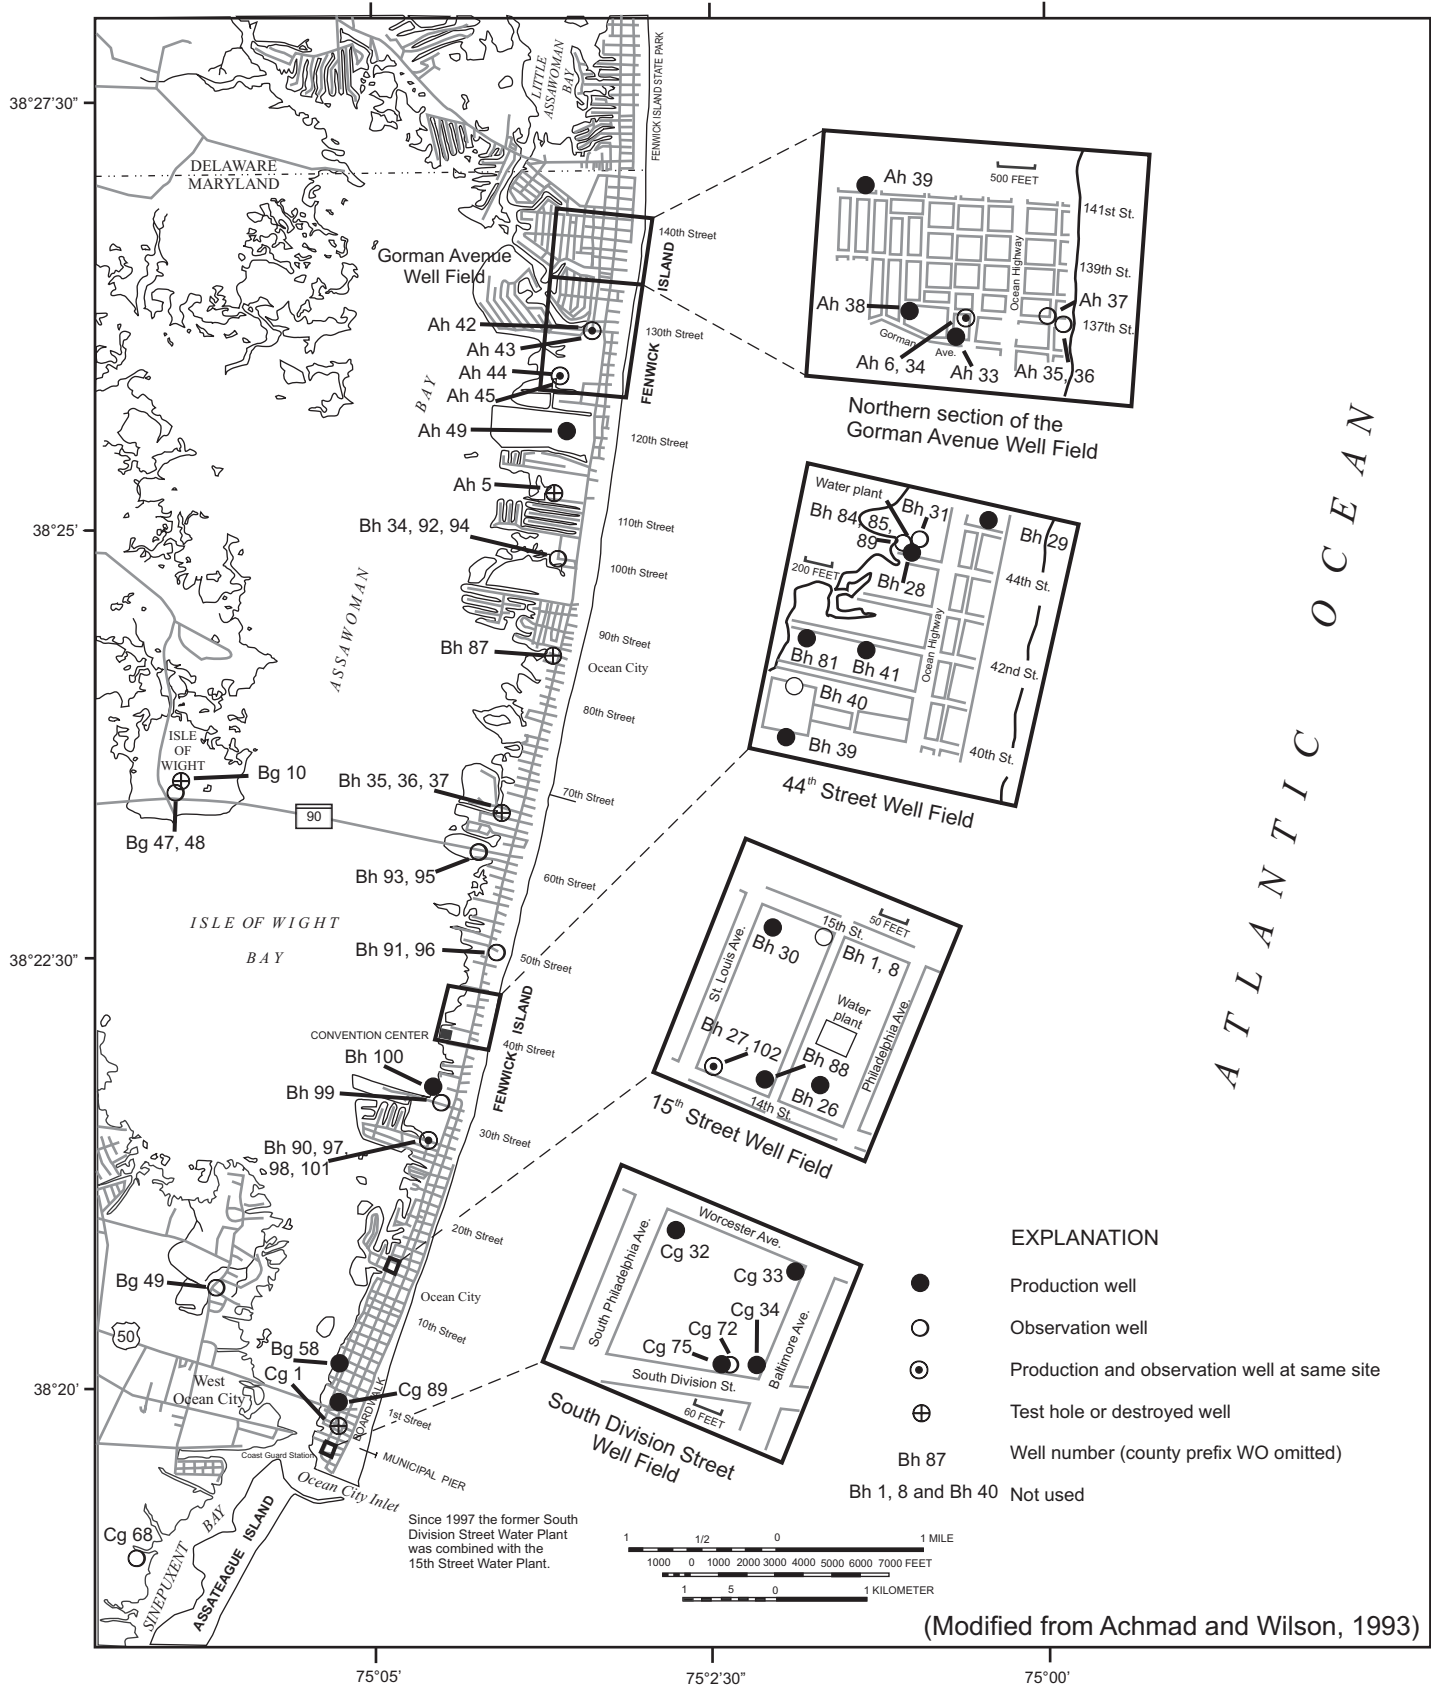 38°27'30”
38°25'
38°22'30”
38°20'
75°05'
75°2'30”
75°00'
LITTLE
ASSAWOMAN
BAY
FENWICK ISLAND STATE PARK
DELAWARE
MARYLAND
140th Street
ISLAND
Gorman Avenue
Well Field
Ah 42
Ah 43
130th Street
Ah 44
Ah 45
FENWICK
BAY
Ah 49
120th Street
Ah 5
110th Street
Bh 34, 92, 94
100th Street
ASSAWOMAN
90th Street
Bh 87
Ocean City
80th Street
ISLE
OF
WIGHT
Bg 10
Bh 35, 36, 37
70th Street
90
Bg 47, 48
Bh 93, 95
60th Street
ISLE OF WIGHT
BAY
Bh 91, 96
50th Street
ISLAND
CONVENTION CENTER
40th Street
Bh 100
Bh 99
FENWICK
30th Street
Bh 90, 97,
98, 101
20th Street
Bg 49
Ocean City
50
10th Street
Bg 58
Cg 1
West
Ocean City
Cg 89
BOARDWALK
1st Street
Coast Guard Station
MUNICIPAL PIER
Ocean City Inlet
SINEPUXENT
BAY
ASSATEAGUE ISLAND
Cg 68
Since 1997 the former South
Division Street Water Plant
was combined with the
15th Street Water Plant.
Ah 39
500 FEET
141st St.
Ocean Highway
139th St.
Ah 38
Ah 37
137th St.
Gorman Ave.
Ah 6, 34
Ah 33
Ah 35, 36
Northern section of the
Gorman Avenue Well Field
Water plant
Bh 31
Bh 84, 85,
89
Bh 29
200 FEET
Bh 28
44th St.
Ocean Highway
Bh 81
Bh 41
42nd St.
Bh 40
Bh 39
40th St.
44th Street Well Field
50 FEET
15th St.
Bh 30
Bh 1, 8
St. Louis Ave.
Water
plant
Philadelphia Ave.
Bh 27,102
Bh 88
Bh 26
14th St.
15th Street Well Field
Worcester Ave.
South Philadelphia Ave.
Cg 32
Cg 33
Cg 34
Cg 72
Cg 75
Baltimore Ave.
South Division St.
60 FEET
South Division Street
Well Field
ATLANTIC OCEAN
EXPLANATION
Production well
Observation well
Production and observation well at same site
Test hole or destroyed well
Bh 87 Well number (county prefix WO omitted)
Bh 1, 8 and Bh 40 Not used
1 1/2 0 1 MILE
1000 0 1000 2000 3000 4000 5000 6000 7000 FEET
1 5 0 1 KILOMETER
(Modified from Achmad and Wilson, 1993)